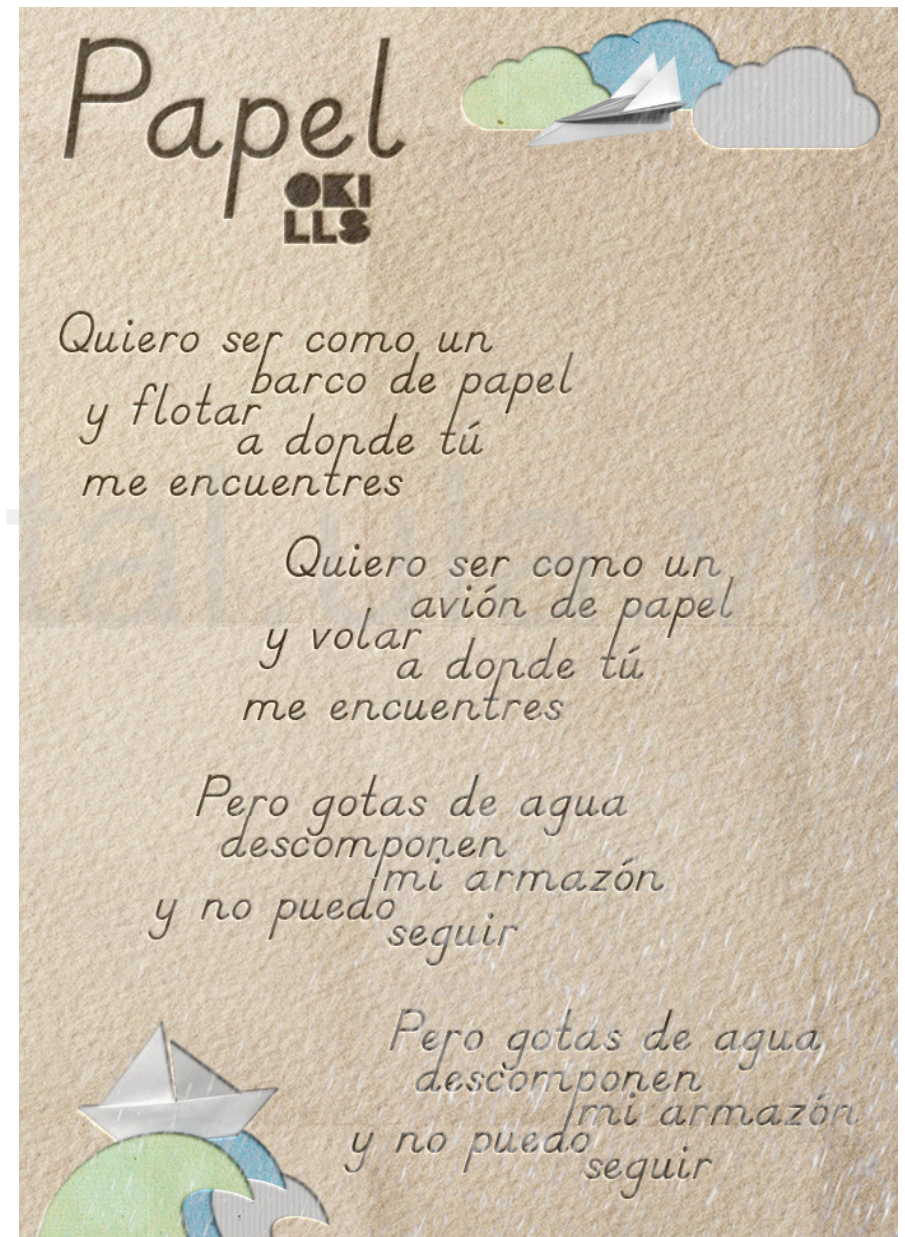 Papel
OKI
LLS
Quiero ser como un
barco de papel
y flotar
a donde tú
me encuentres
Quiero ser como un
avión de papel
y volar
a donde tú
me encuentres
Pero gotas de agua
descomponen
mi armazón
y no puedo
seguir
Pero gotas de agua
descomponen
mi armazón
y no puedo
seguir